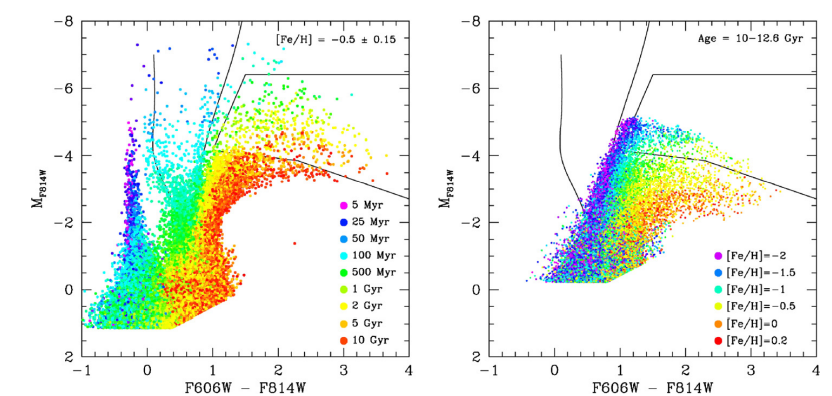 [Fe/H] = −0.5 ± 0.15
-8
-6
-4
-2
0
2
M_F814W
5 Myr
25 Myr
50 Myr
100 Myr
500 Myr
1 Gyr
2 Gyr
5 Gyr
10 Gyr
-1 0 1 2 3 4
F606W − F814W
Age = 10−12.6 Gyr
-8
-6
-4
-2
0
2
M_F814W
[Fe/H]=−2
[Fe/H]=−1.5
[Fe/H]=−1
[Fe/H]=−0.5
[Fe/H]=0
[Fe/H]=0.2
-1 0 1 2 3 4
F606W − F814W